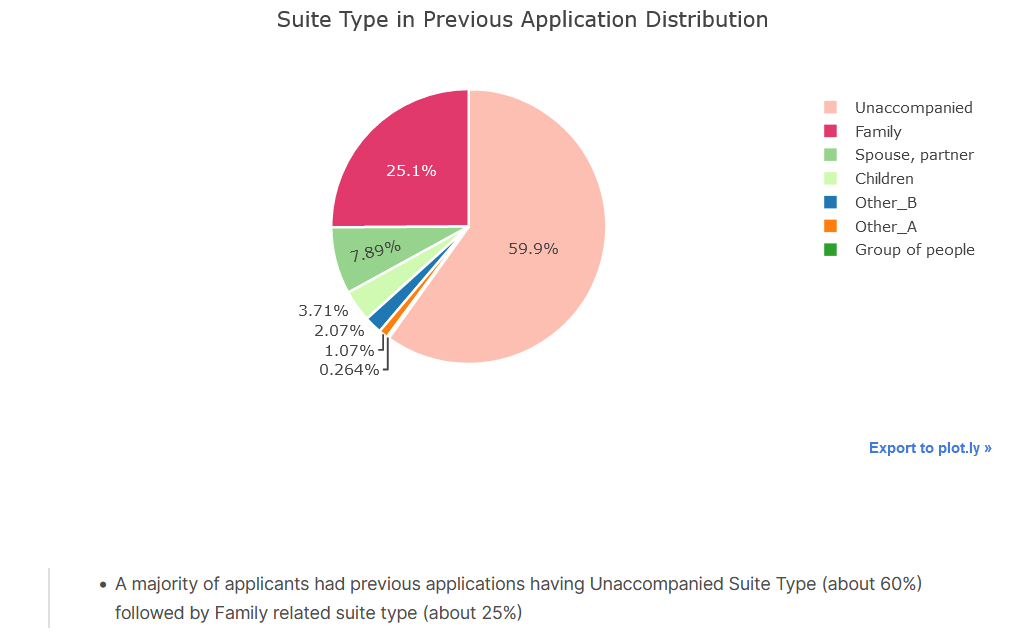 Suite Type in Previous Application Distribution
Unaccompanied
Family
Spouse, partner
Children
Other_B
Other_A
Group of people
25.1%
59.9%
7.89%
3.71%
2.07%
1.07%
0.264%
Export to plot.ly »
• A majority of applicants had previous applications having Unaccompanied Suite Type (about 60%)
followed by Family related suite type (about 25%)